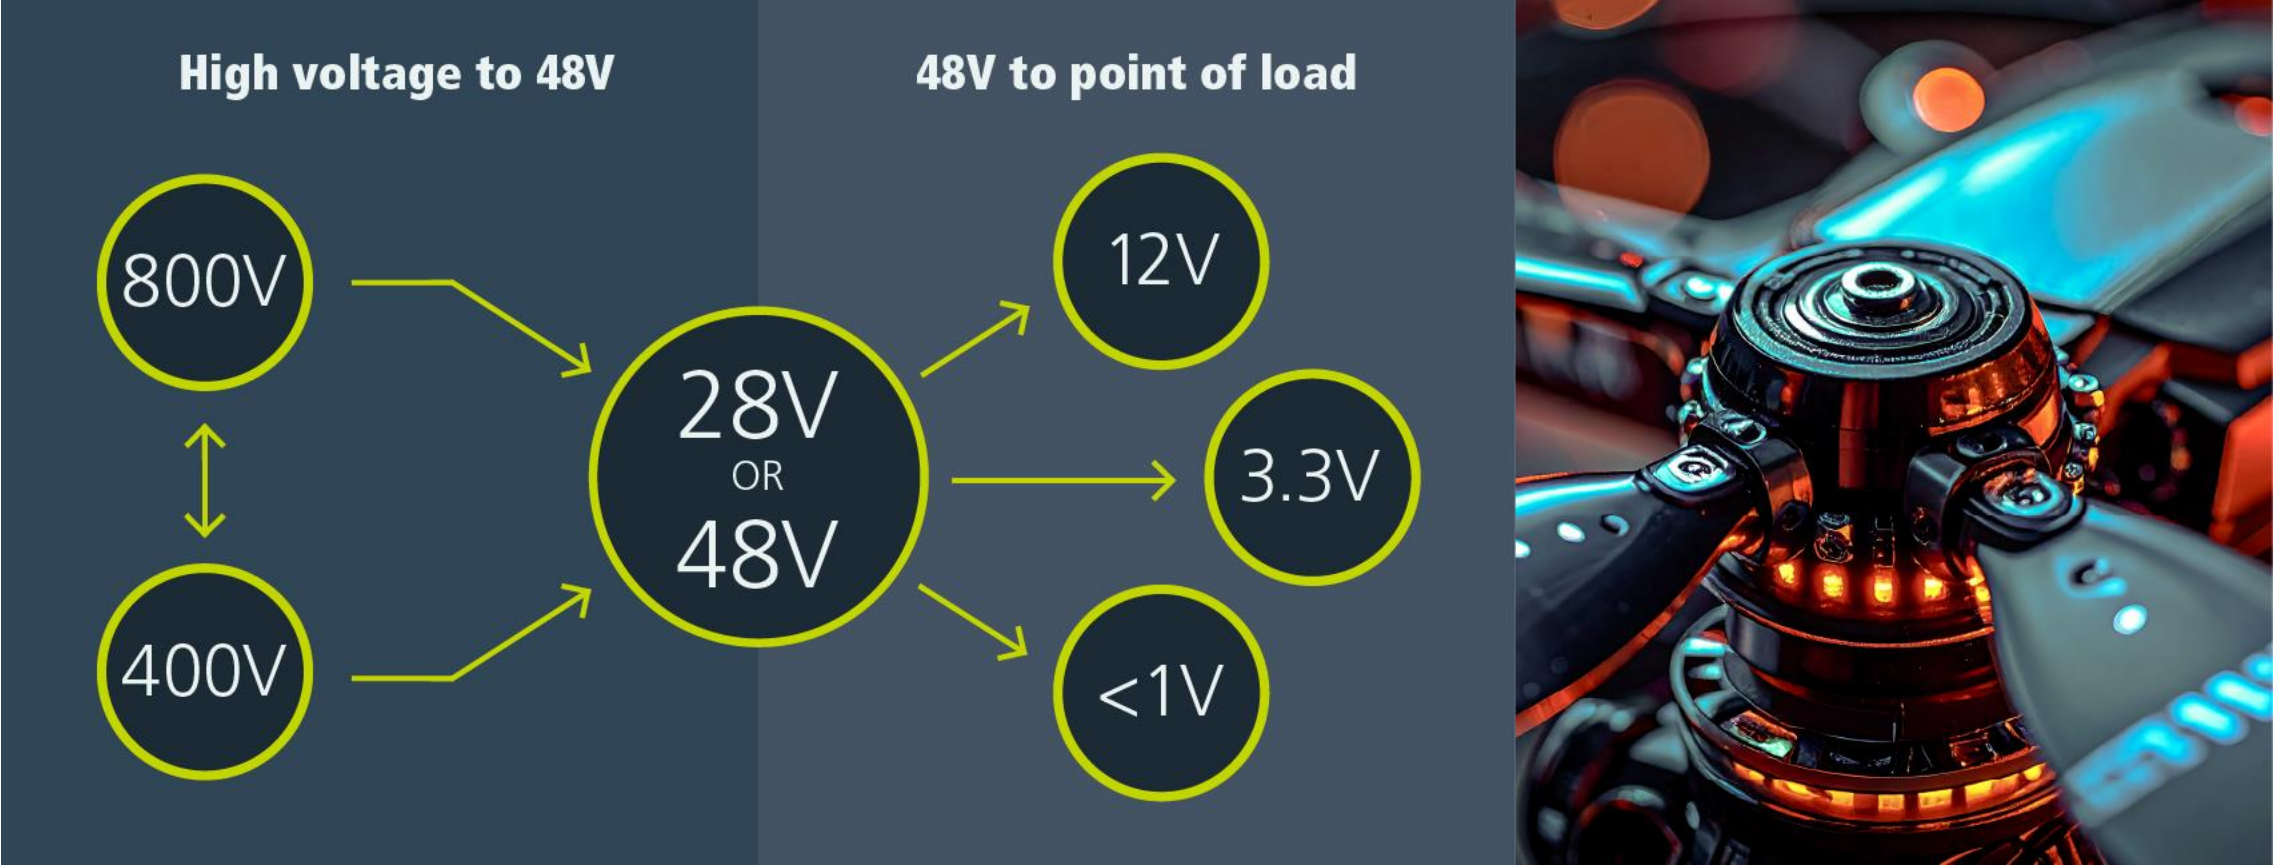 High voltage to 48V
48V to point of load
800V
400V
28V
OR
48V
12V
3.3V
<1V